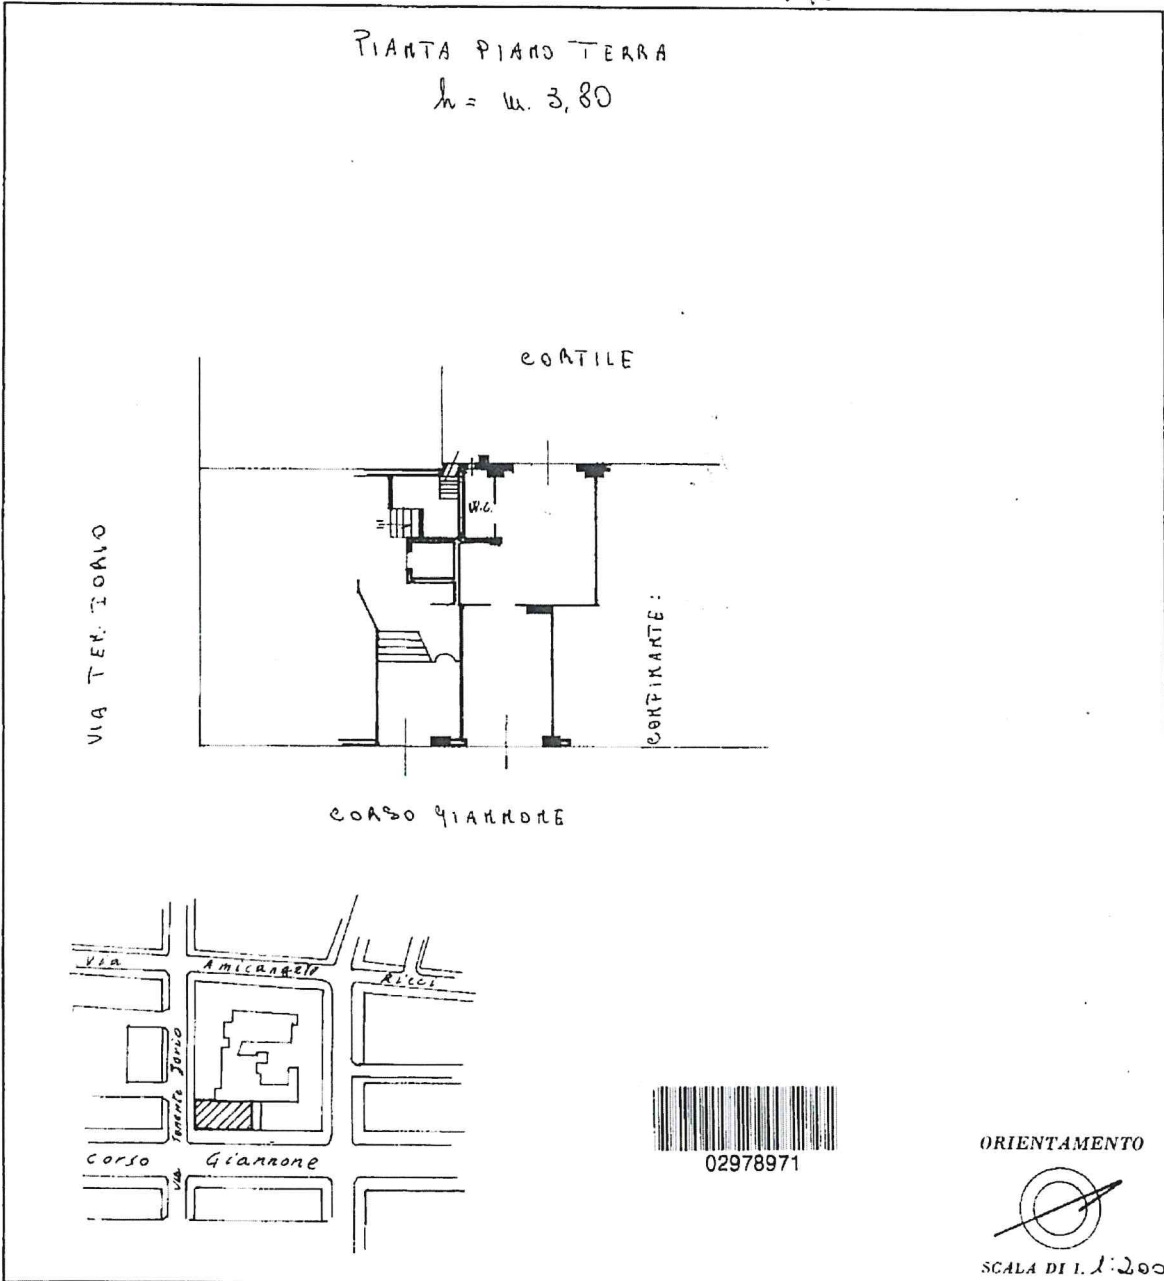 PIANTA PIANO TERRA
h = m. 3,80
CORTILE
W.C.
VIA TEN. IORIO
CONFINANTE:
CORSO GIANNONE
Via Amicangelo Ricci
Via Tenente Iorio
Corso Giannone
02978971
ORIENTAMENTO
SCALA DI 1. 1:200